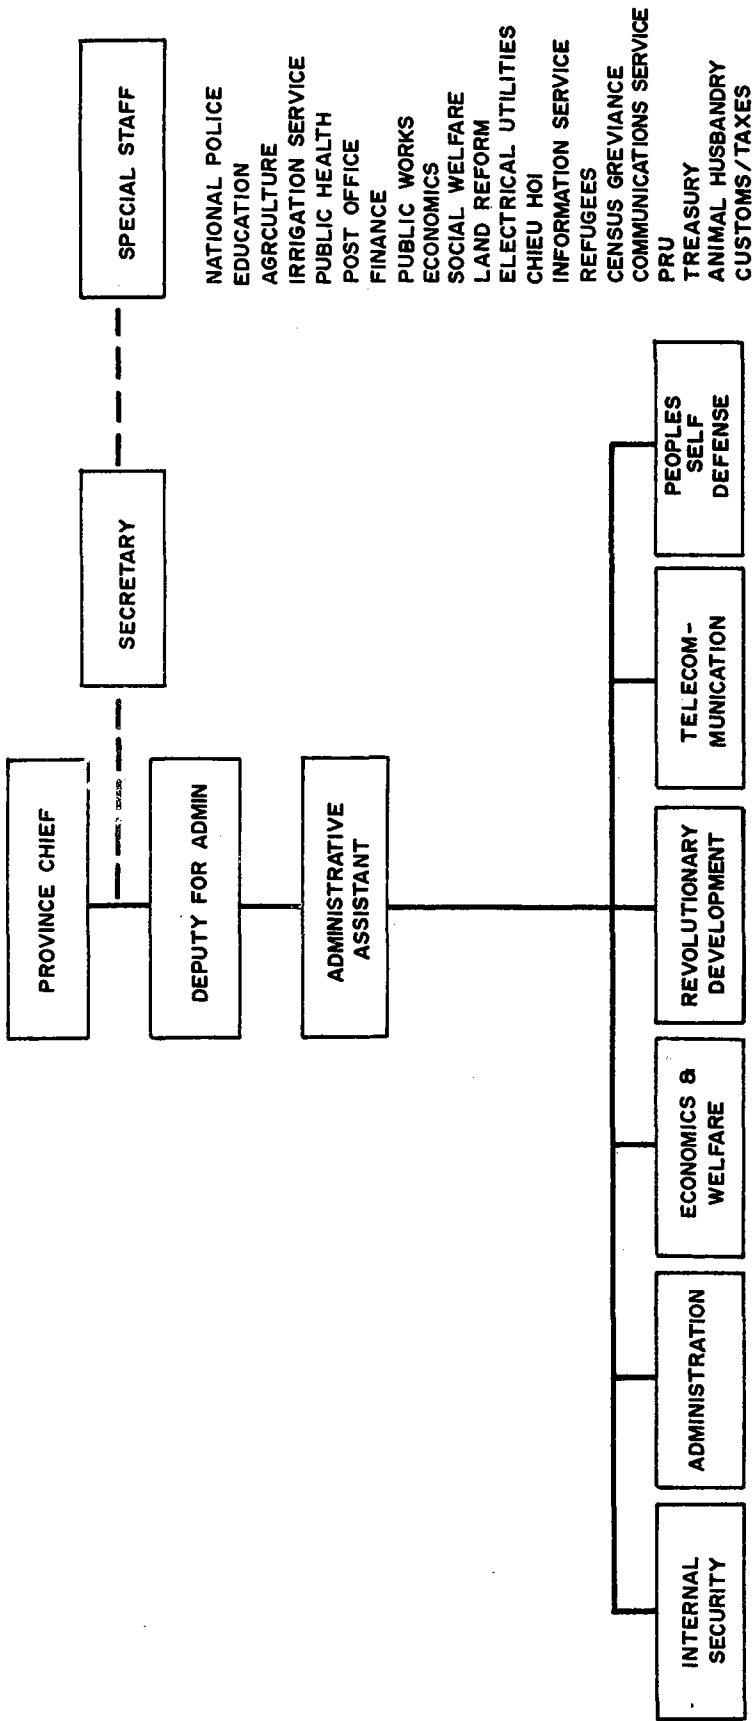 PROVINCE CHIEF
SECRETARY
SPECIAL STAFF
DEPUTY FOR ADMIN
ADMINISTRATIVE
ASSISTANT
NATIONAL POLICE
EDUCATION
AGRCULTURE
IRRIGATION SERVICE
PUBLIC HEALTH
POST OFFICE
FINANCE
PUBLIC WORKS
ECONOMICS
SOCIAL WELFARE
LAND REFORM
ELECTRICAL UTILITIES
CHIEU HOI
INFORMATION SERVICE
REFUGEES
CENSUS GREVIANCE
COMMUNICATIONS SERVICE
PRU
TREASURY
ANIMAL HUSBANDRY
CUSTOMS/TAXES
INTERNAL
SECURITY
ADMINISTRATION
ECONOMICS &
WELFARE
REVOLUTIONARY
DEVELOPMENT
TELECOM-
MUNICATION
PEOPLES
SELF
DEFENSE